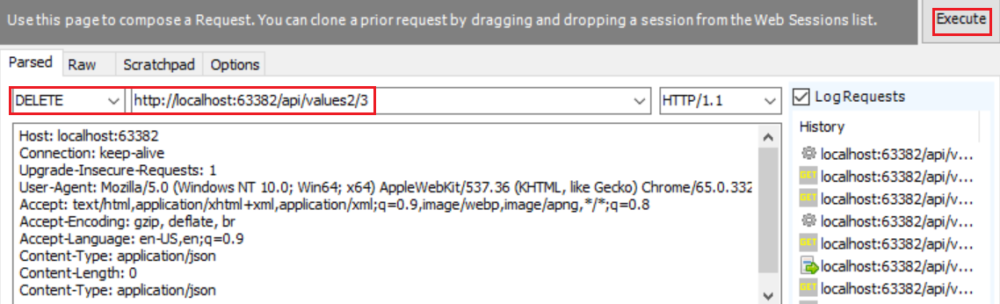 Use this page to compose a Request. You can clone a prior request by dragging and dropping a session from the Web Sessions list.
Execute
Parsed Raw Scratchpad Options
DELETE http://localhost:63382/api/values2/3 HTTP/1.1
Host: localhost:63382
Connection: keep-alive
Upgrade-Insecure-Requests: 1
User-Agent: Mozilla/5.0 (Windows NT 10.0; Win64; x64) AppleWebKit/537.36 (KHTML, like Gecko) Chrome/65.0.332
Accept: text/html,application/xhtml+xml,application/xml;q=0.9,image/webp,image/apng,*/*;q=0.8
Accept-Encoding: gzip, deflate, br
Accept-Language: en-US,en;q=0.9
Content-Type: application/json
Content-Length: 0
Content-Type: application/json
Log Requests
History
localhost:63382/api/v...
GET localhost:63382/api/v...
GET localhost:63382/api/v...
localhost:63382/api/v...
GET localhost:63382/api/v...
localhost:63382/api/v...
GET localhost:63382/api/v...